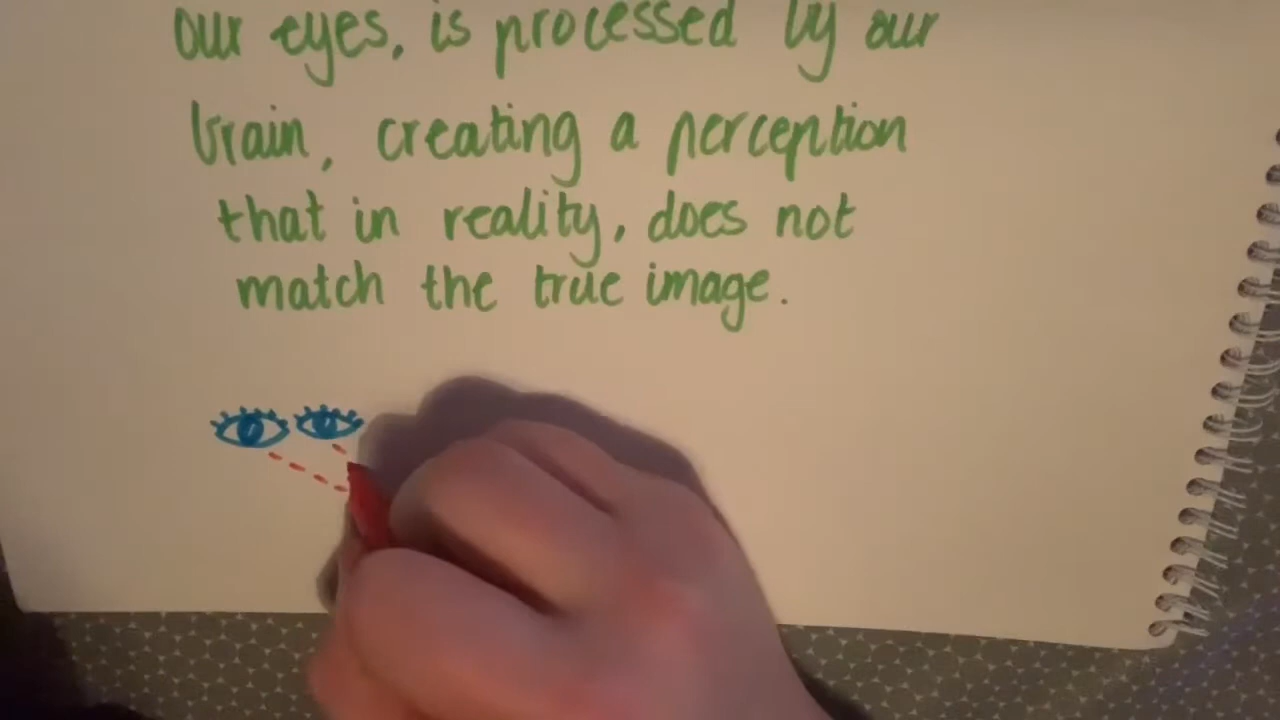 our eyes, is processed by our
brain, creating a perception
that in reality, does not
match the true image.